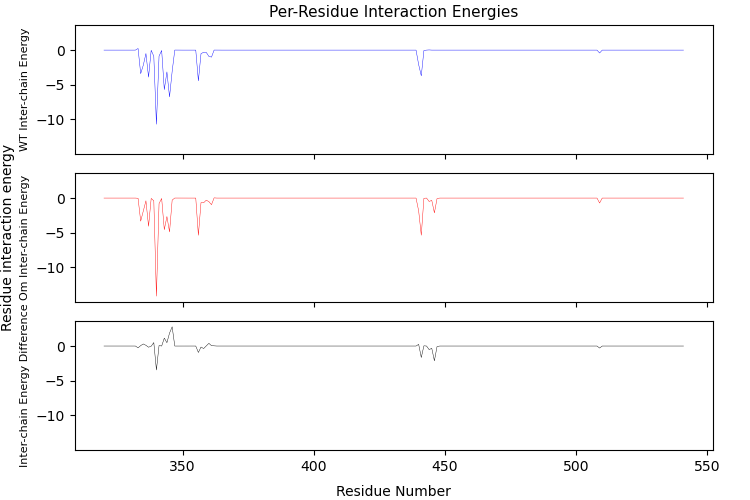 Per-Residue Interaction Energies
Residue interaction energy
WT Inter-chain Energy
0
−5
−10
Om Inter-chain Energy
0
−5
−10
Inter-chain Energy Difference
0
−5
−10
350
400
450
500
550
Residue Number